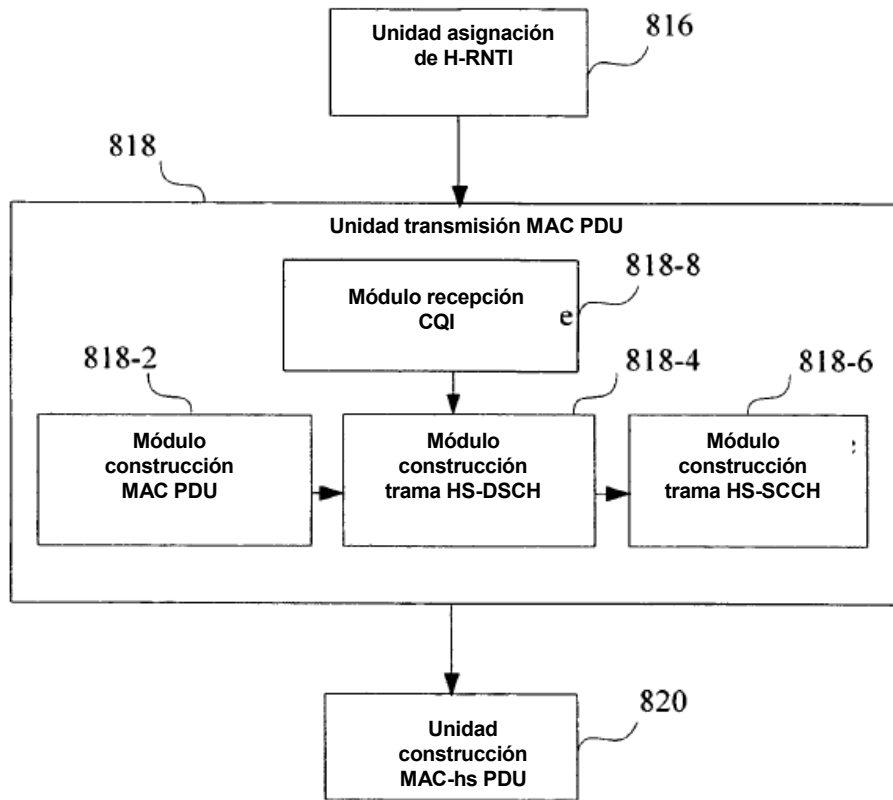 Unidad asignación
de H-RNTI
816
818
Unidad transmisión MAC PDU
Módulo recepción
CQI
e
818-8
818-2
818-4
818-6
Módulo
construcción
MAC PDU
Módulo
construcción
trama HS-DSCH
Módulo
construcción
trama HS-SCCH
820
Unidad
construcción
MAC-hs PDU